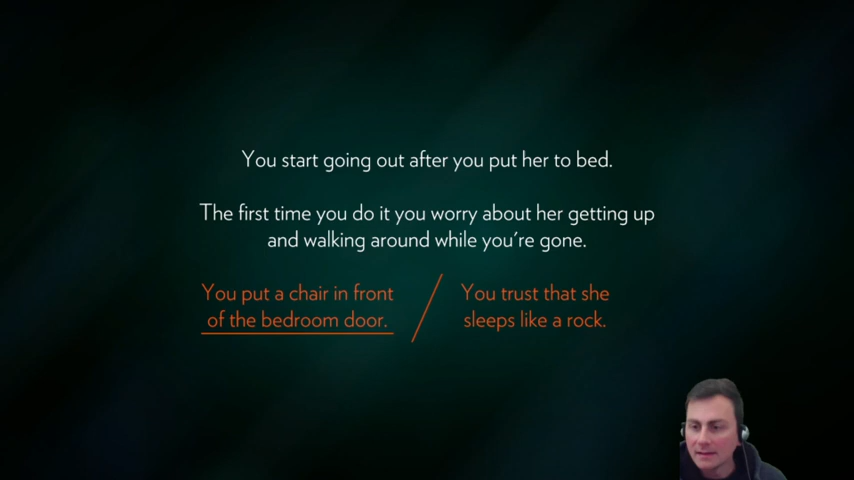 You start going out after you put her to bed.
The first time you do it you worry about her getting up
and walking around while you're gone.
You put a chair in front
of the bedroom door.
You trust that she
sleeps like a rock.